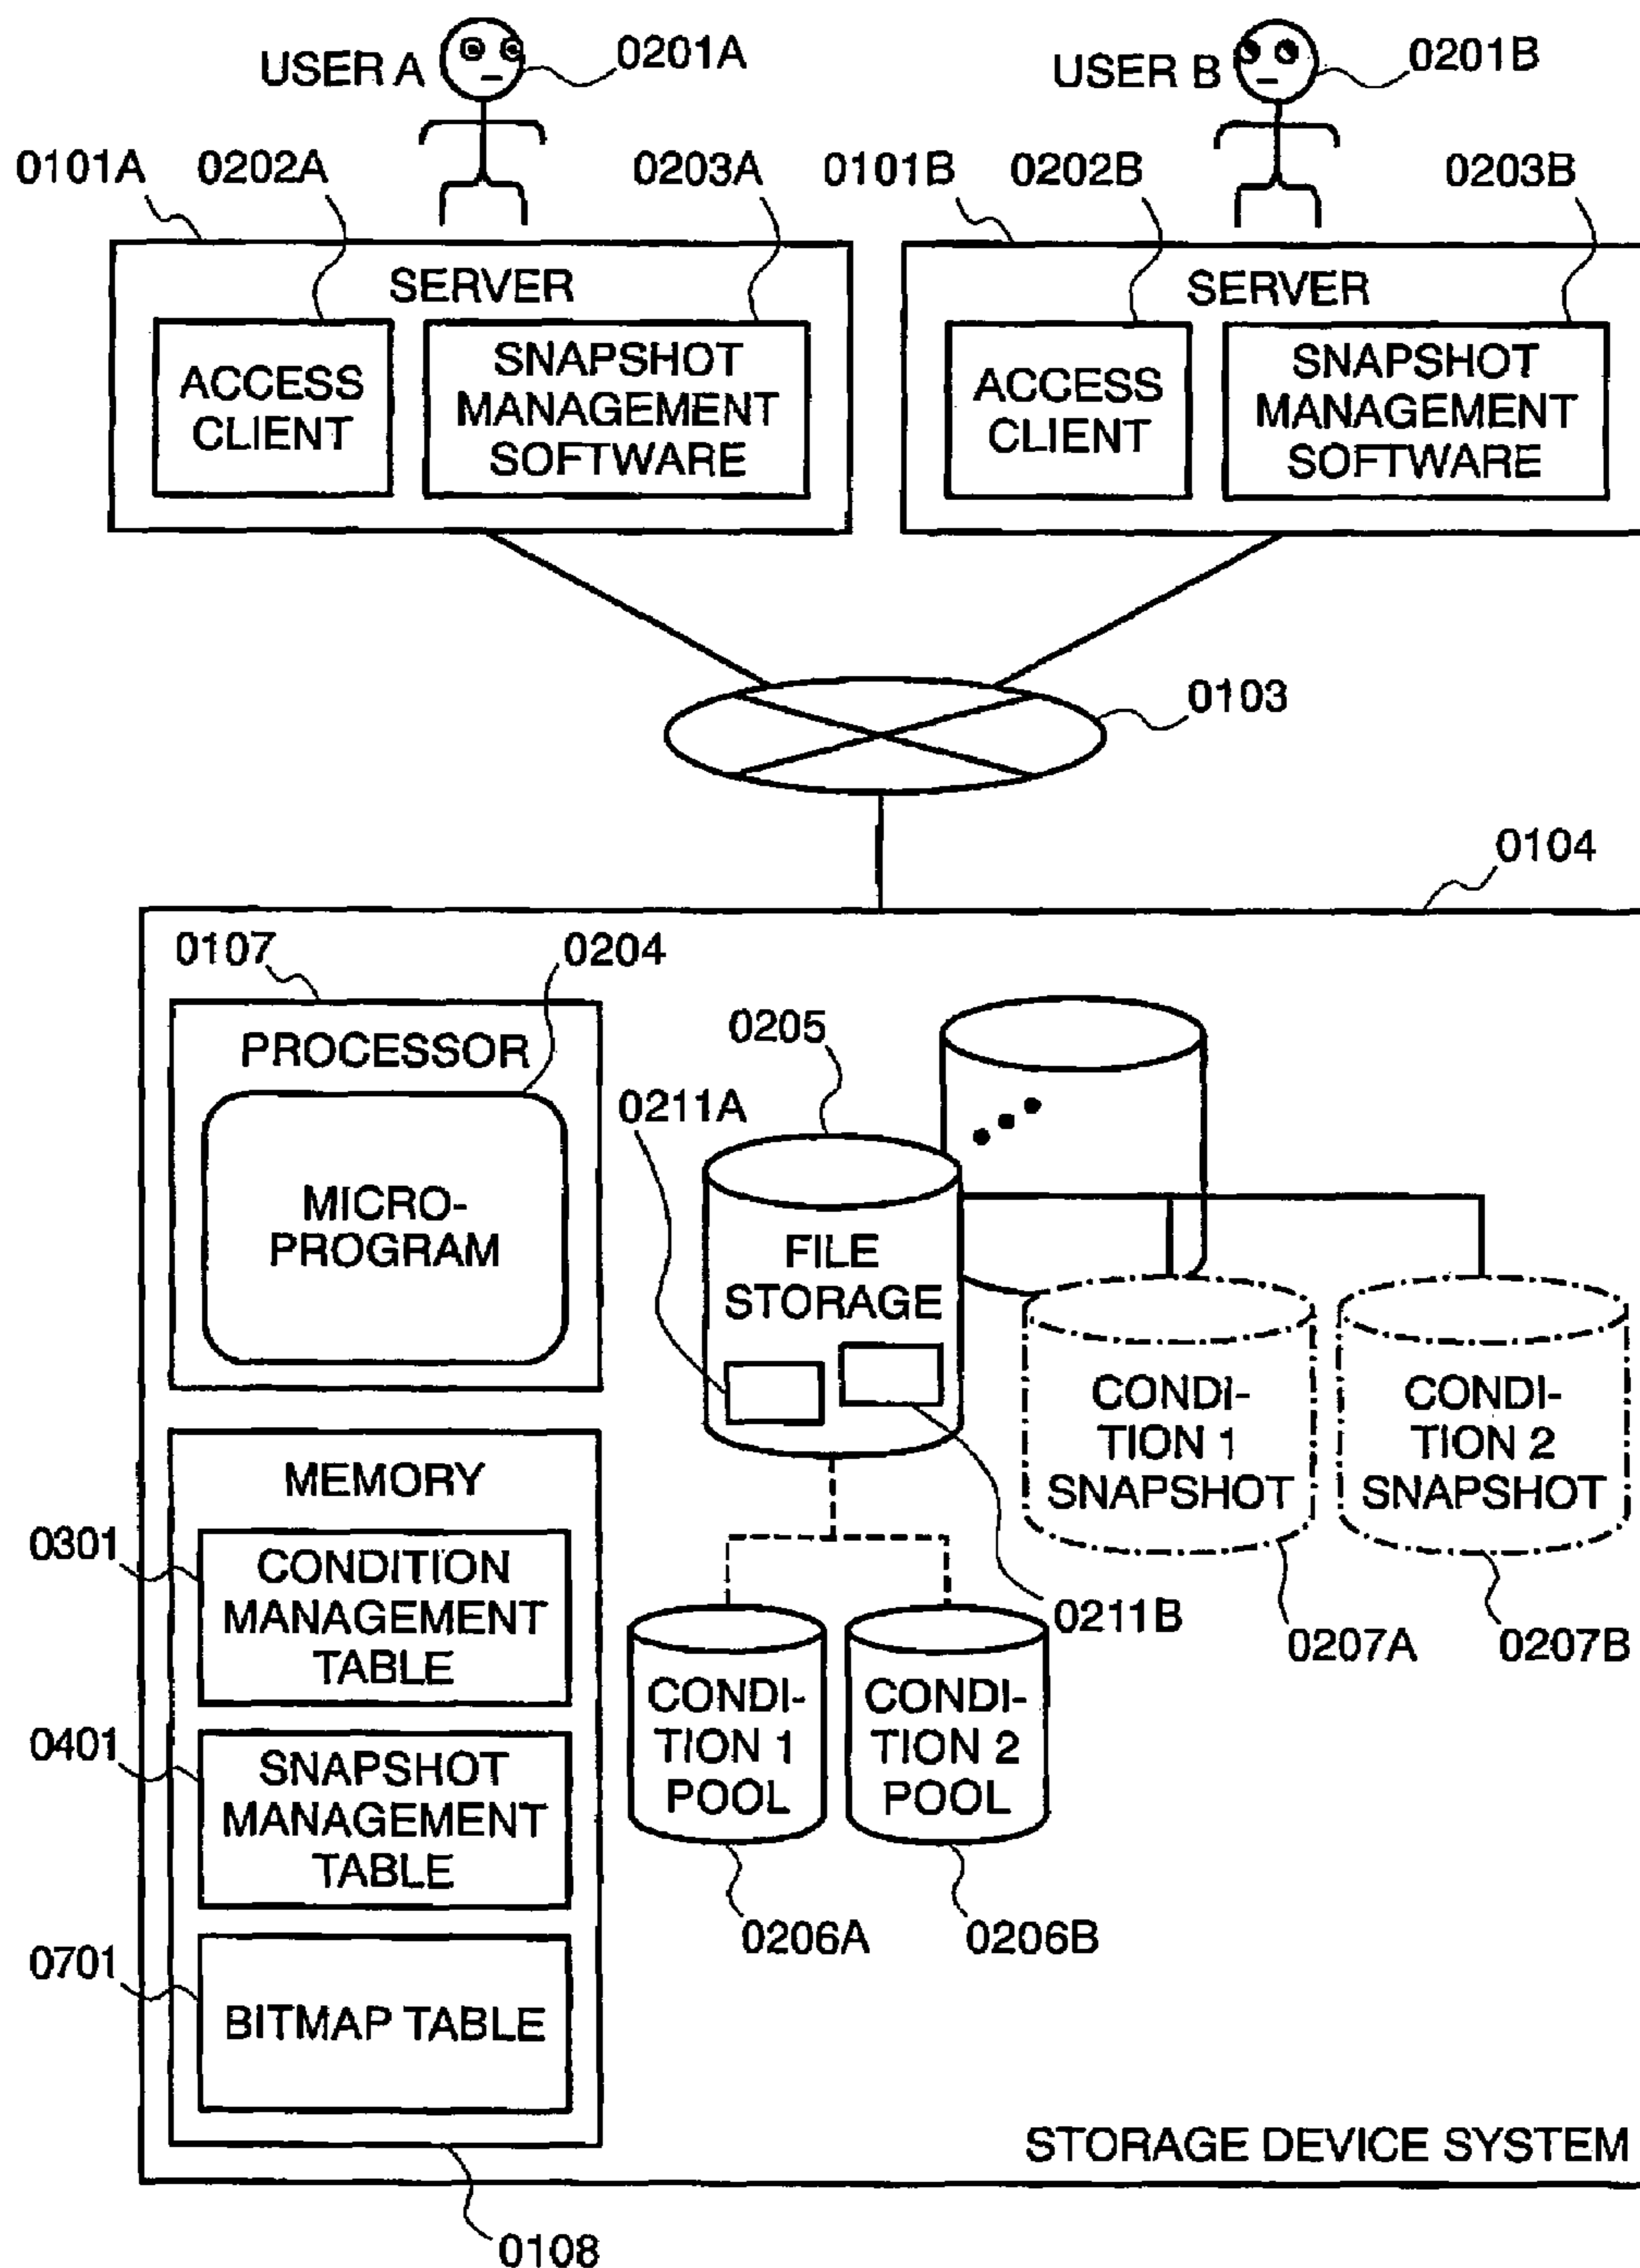 USER A
0201A
USER B
0201B
0101A
0202A
0203A
0101B
0202B
0203B
SERVER
ACCESS
CLIENT
SNAPSHOT
MANAGEMENT
SOFTWARE
SERVER
ACCESS
CLIENT
SNAPSHOT
MANAGEMENT
SOFTWARE
0103
0104
0107
0204
PROCESSOR
MICRO-
PROGRAM
0205
0211A
FILE
STORAGE
CONDI-
TION 1
SNAPSHOT
CONDI-
TION 2
SNAPSHOT
0211B
0207A
0207B
MEMORY
0301
CONDITION
MANAGEMENT
TABLE
0401
SNAPSHOT
MANAGEMENT
TABLE
0701
BITMAP TABLE
CONDI-
TION 1
POOL
CONDI-
TION 2
POOL
0206A
0206B
STORAGE DEVICE SYSTEM
0108